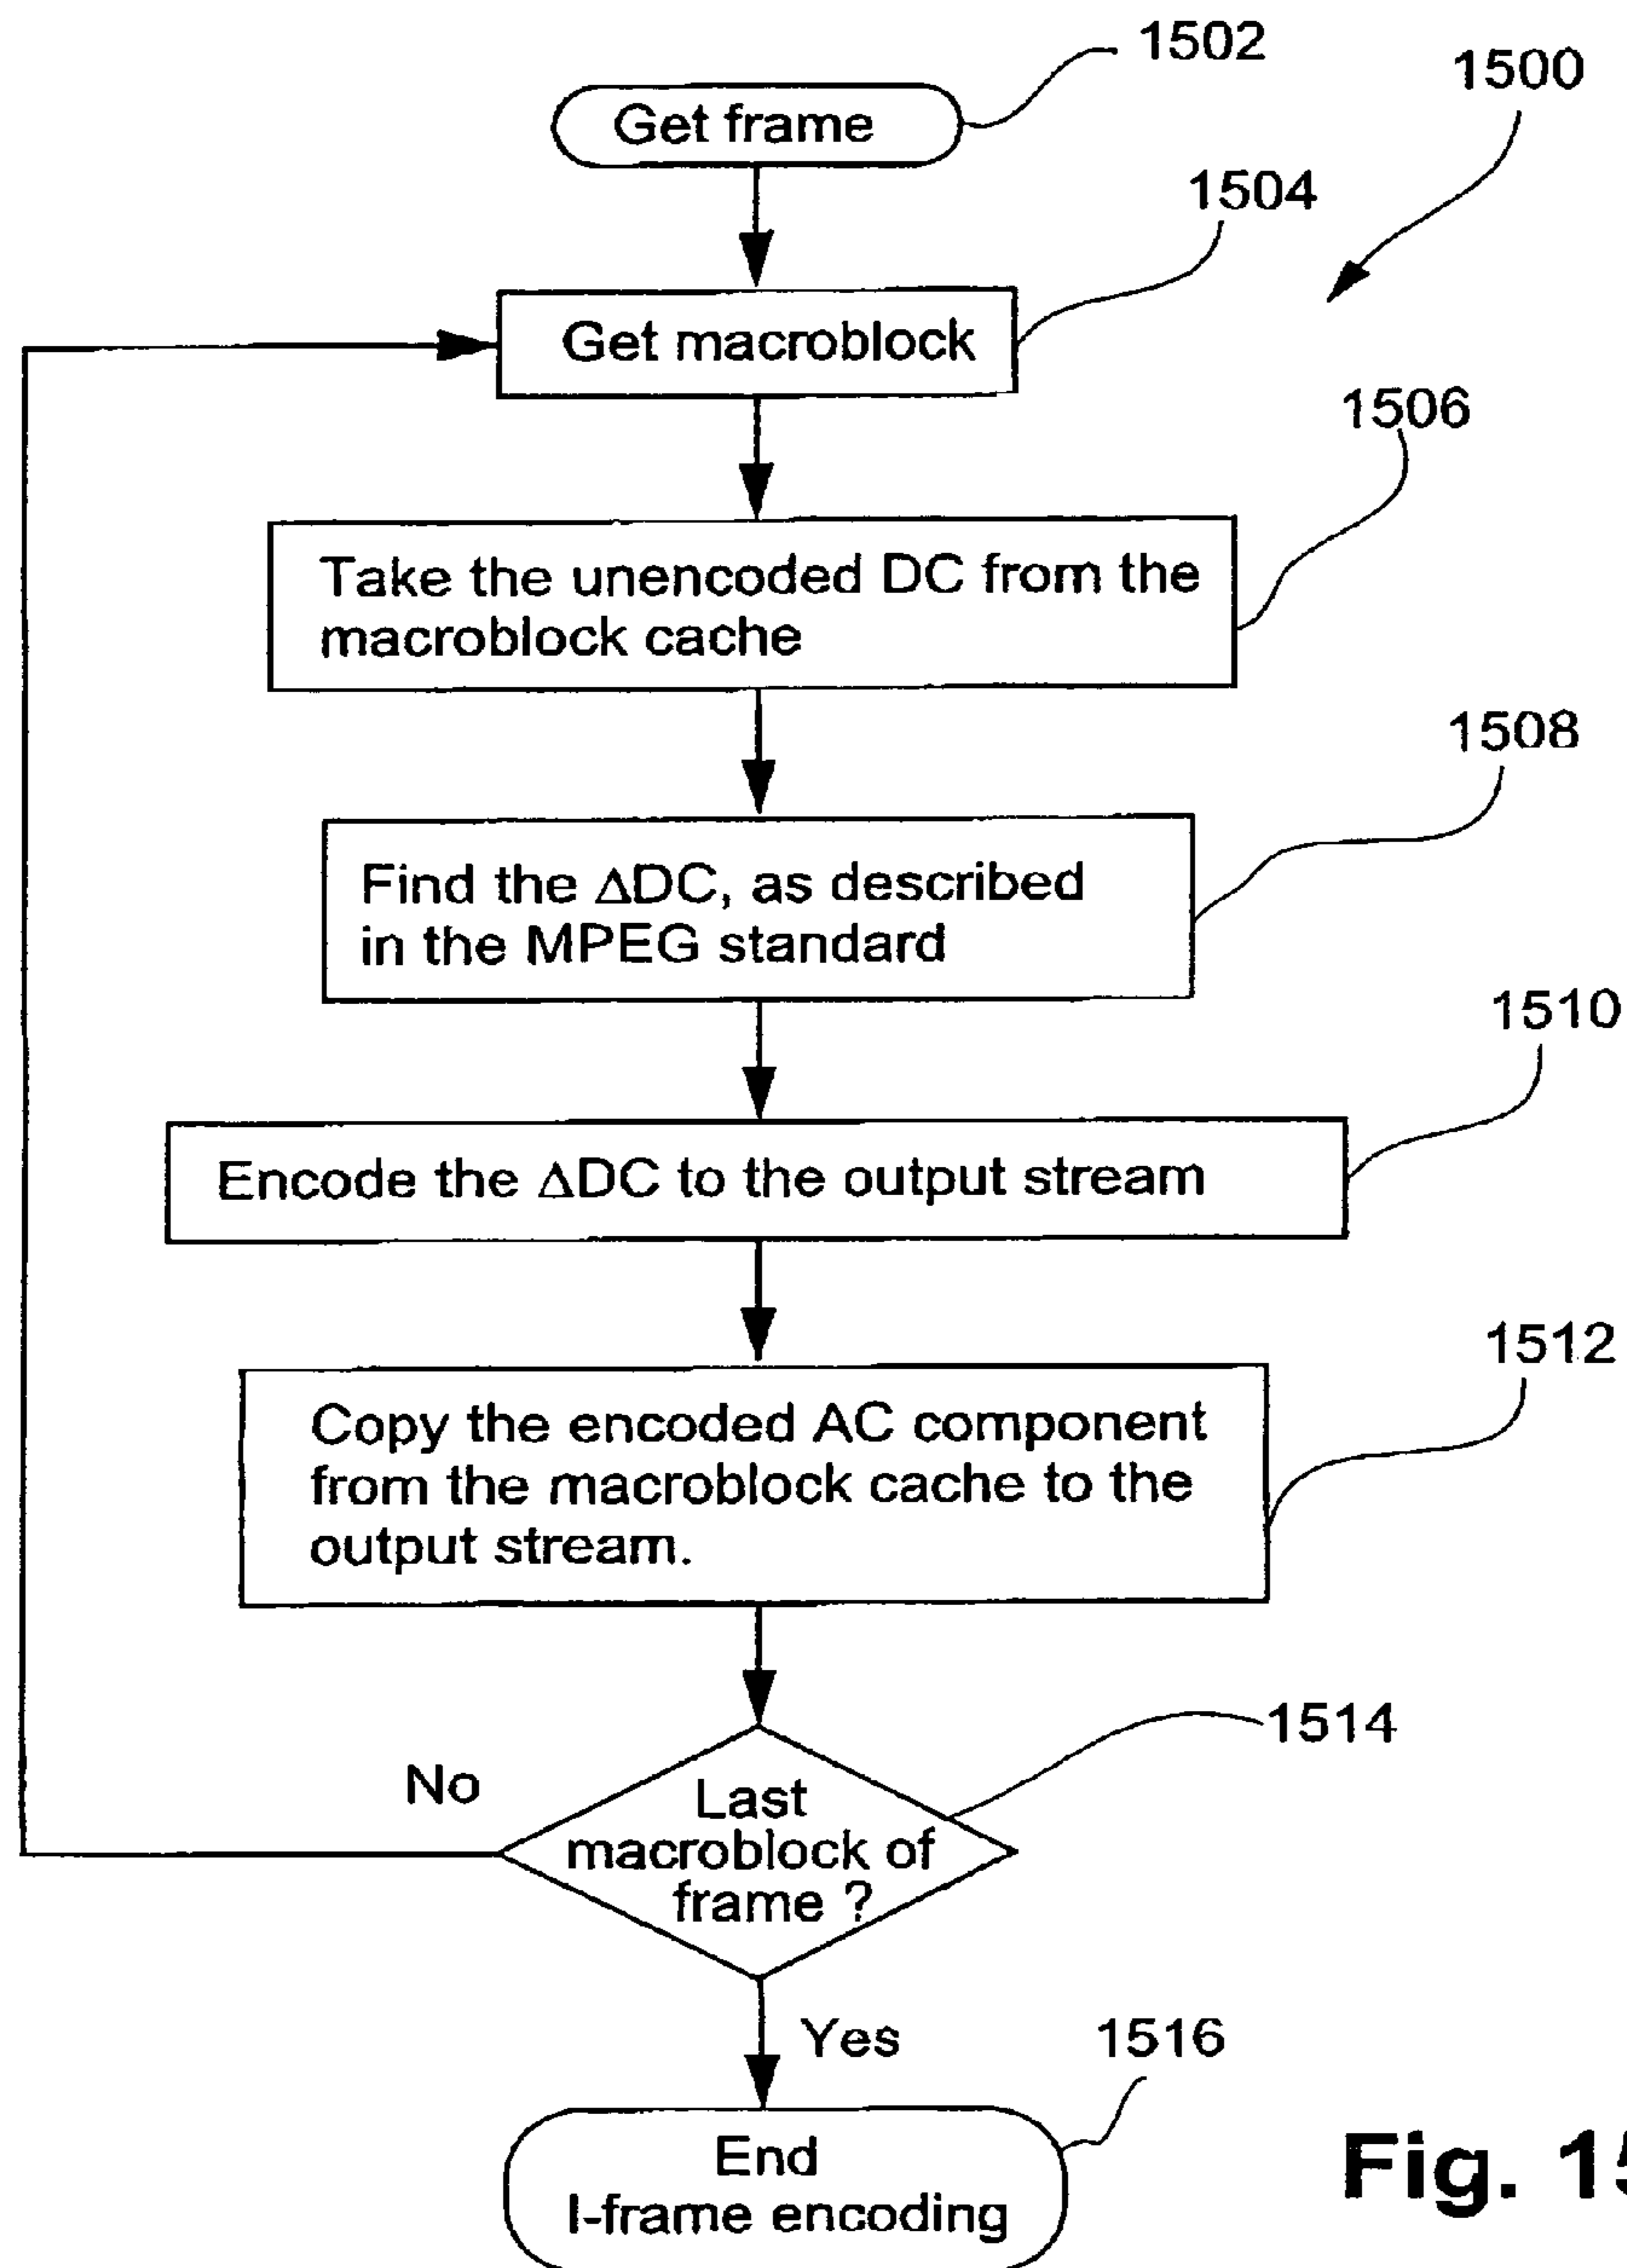 1502
1500
Get frame
1504
Get macroblock
1506
Take the unencoded DC from the
macroblock cache
1508
Find the ΔDC, as described
in the MPEG standard
1510
Encode the ΔDC to the output stream
1512
Copy the encoded AC component
from the macroblock cache to the
output stream.
1514
No
Last
macroblock of
frame ?
Yes
1516
End
I-frame encoding
Fig. 15